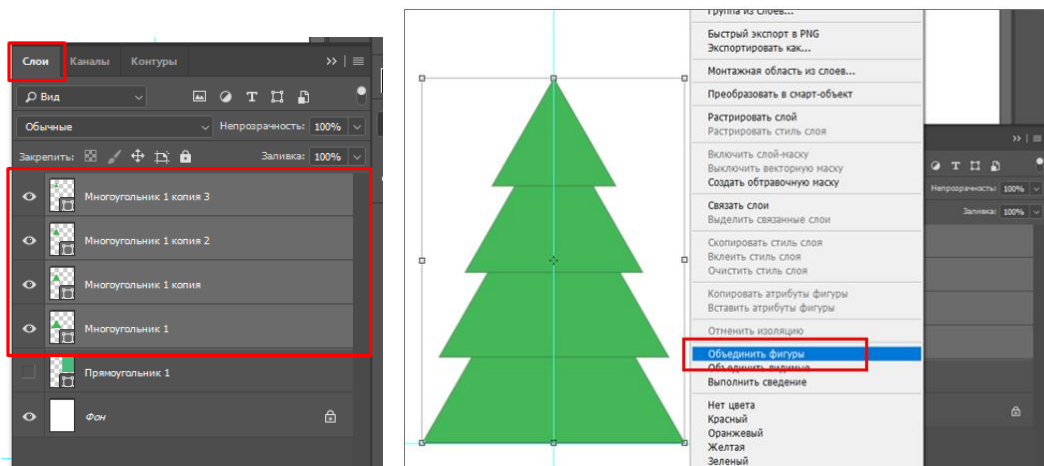 Слои Каналы Контуры
Вид
Обычные Непрозрачность: 100%
Закрепить: Заливка: 100%
Многоугольник 1 копия 3
Многоугольник 1 копия 2
Многоугольник 1 копия
Многоугольник 1
Прямоугольник 1
Фон
Группа из слоев...
Быстрый экспорт в PNG
Экспортировать как...
Монтажная область из слоев...
Преобразовать в смарт-объект
Растрировать слой
Растрировать стиль слоя
Включить слой-маску
Выключить векторную маску
Создать обтравочную маску
Связать слои
Выделить связанные слои
Скопировать стиль слоя
Вклеить стиль слоя
Очистить стиль слоя
Копировать атрибуты фигуры
Вставить атрибуты фигуры
Отменить изоляцию
Объединить фигуры
Объединить видимые
Выполнить сведение
Нет цвета
Красный
Оранжевый
Желтая
Зеленый
Непрозрачность: 100%
Заливка: 100%